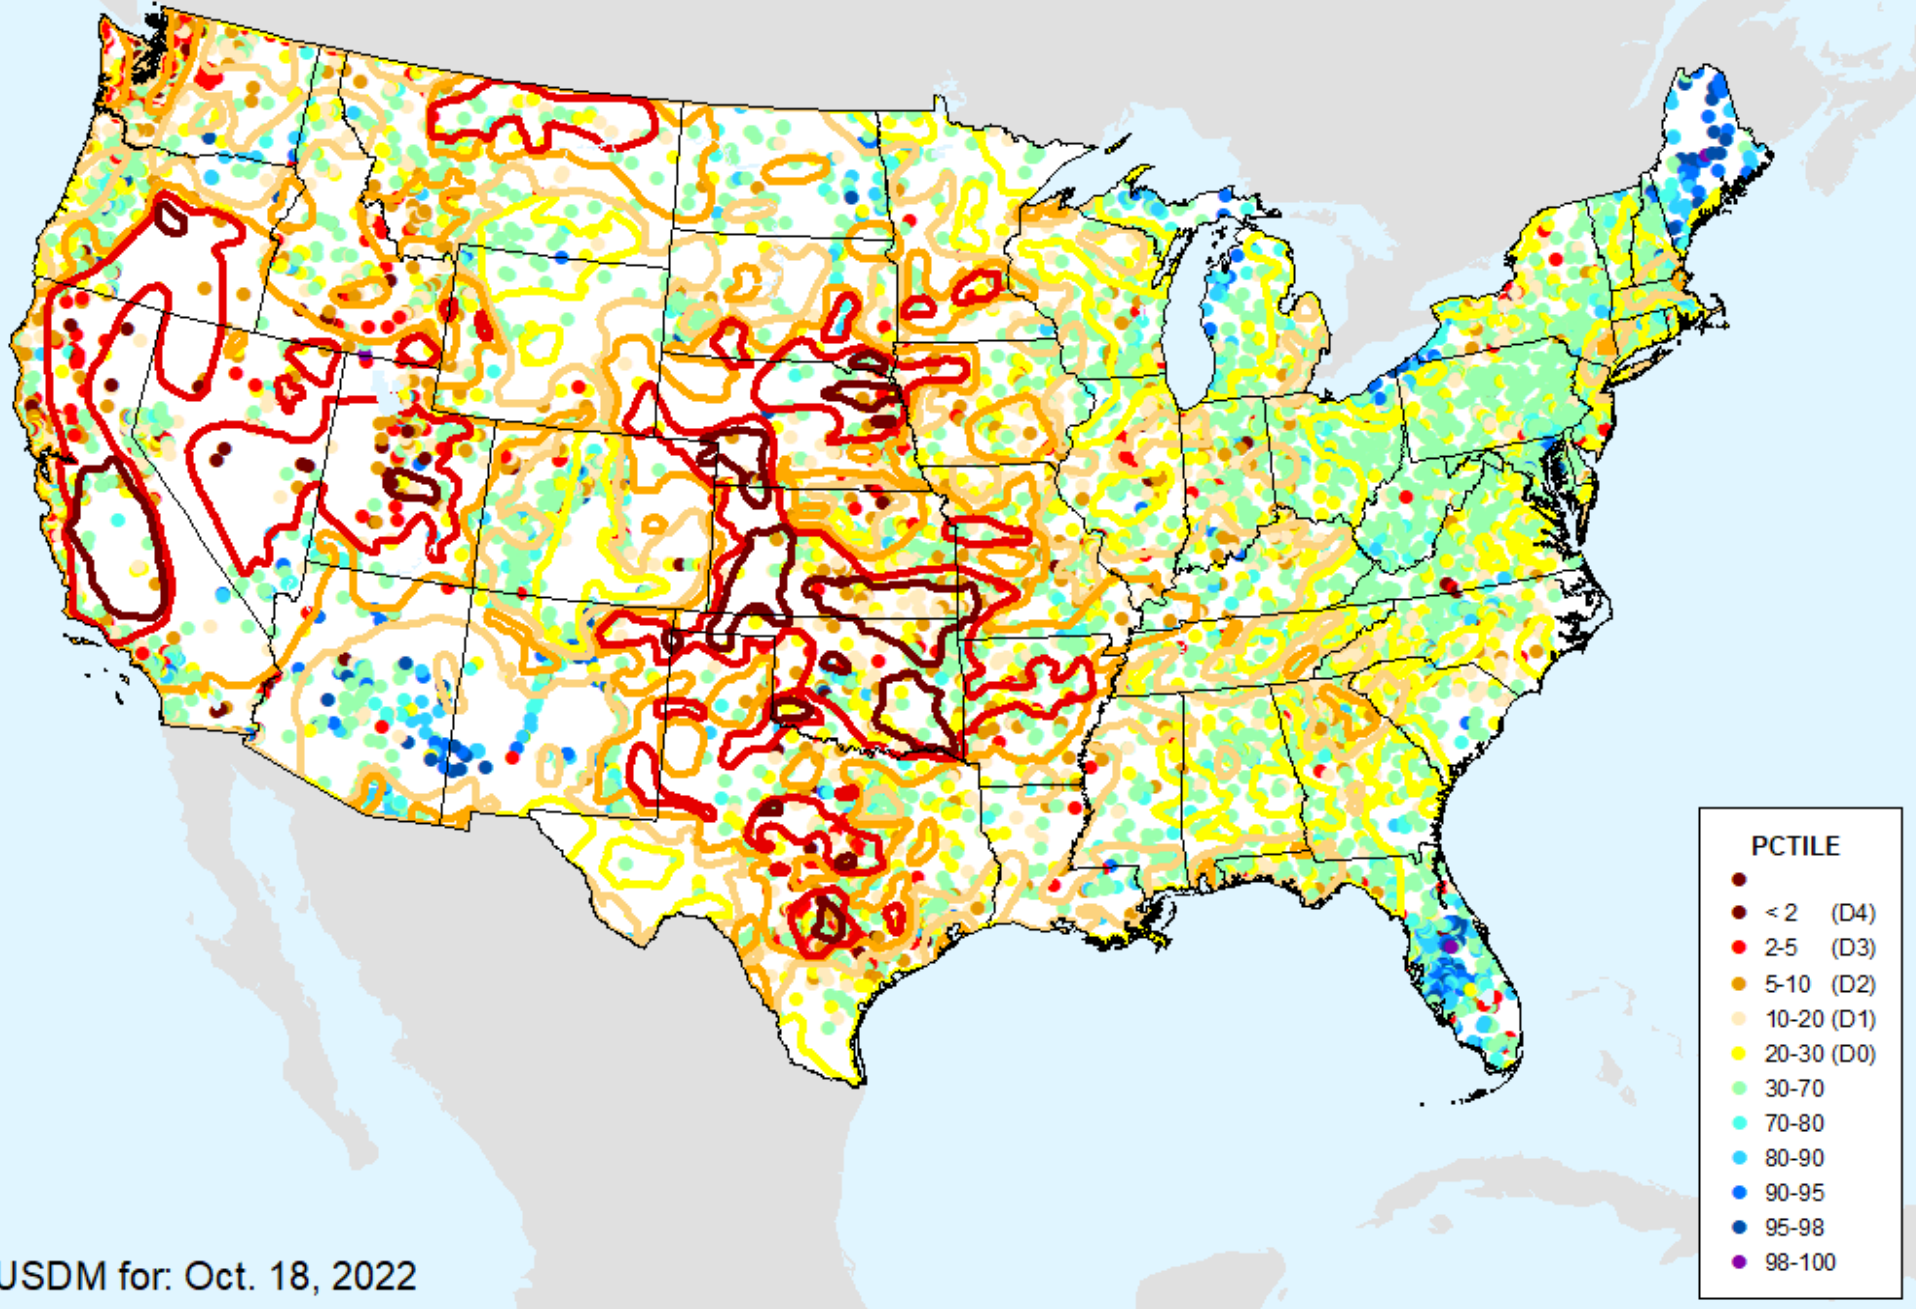 PCTILE
< 2 (D4)
2-5 (D3)
5-10 (D2)
10-20 (D1)
20-30 (D0)
30-70
70-80
80-90
90-95
95-98
98-100
USDM for: Oct. 18, 2022